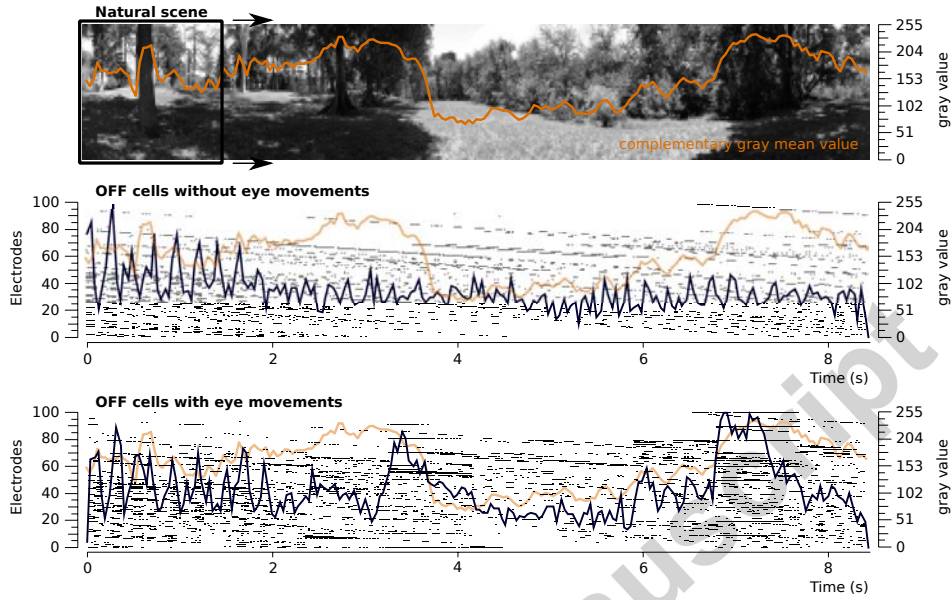 Natural scene
255
204
153
102
51
0
gray value
complementary gray mean value
OFF cells without eye movements
100
80
60
40
20
0
Electrodes
255
204
153
102
51
0
gray value
0 2 4 6 8
Time (s)
OFF cells with eye movements
100
80
60
40
20
0
Electrodes
255
204
153
102
51
0
gray value
0 2 4 6 8
Time (s)
uscript